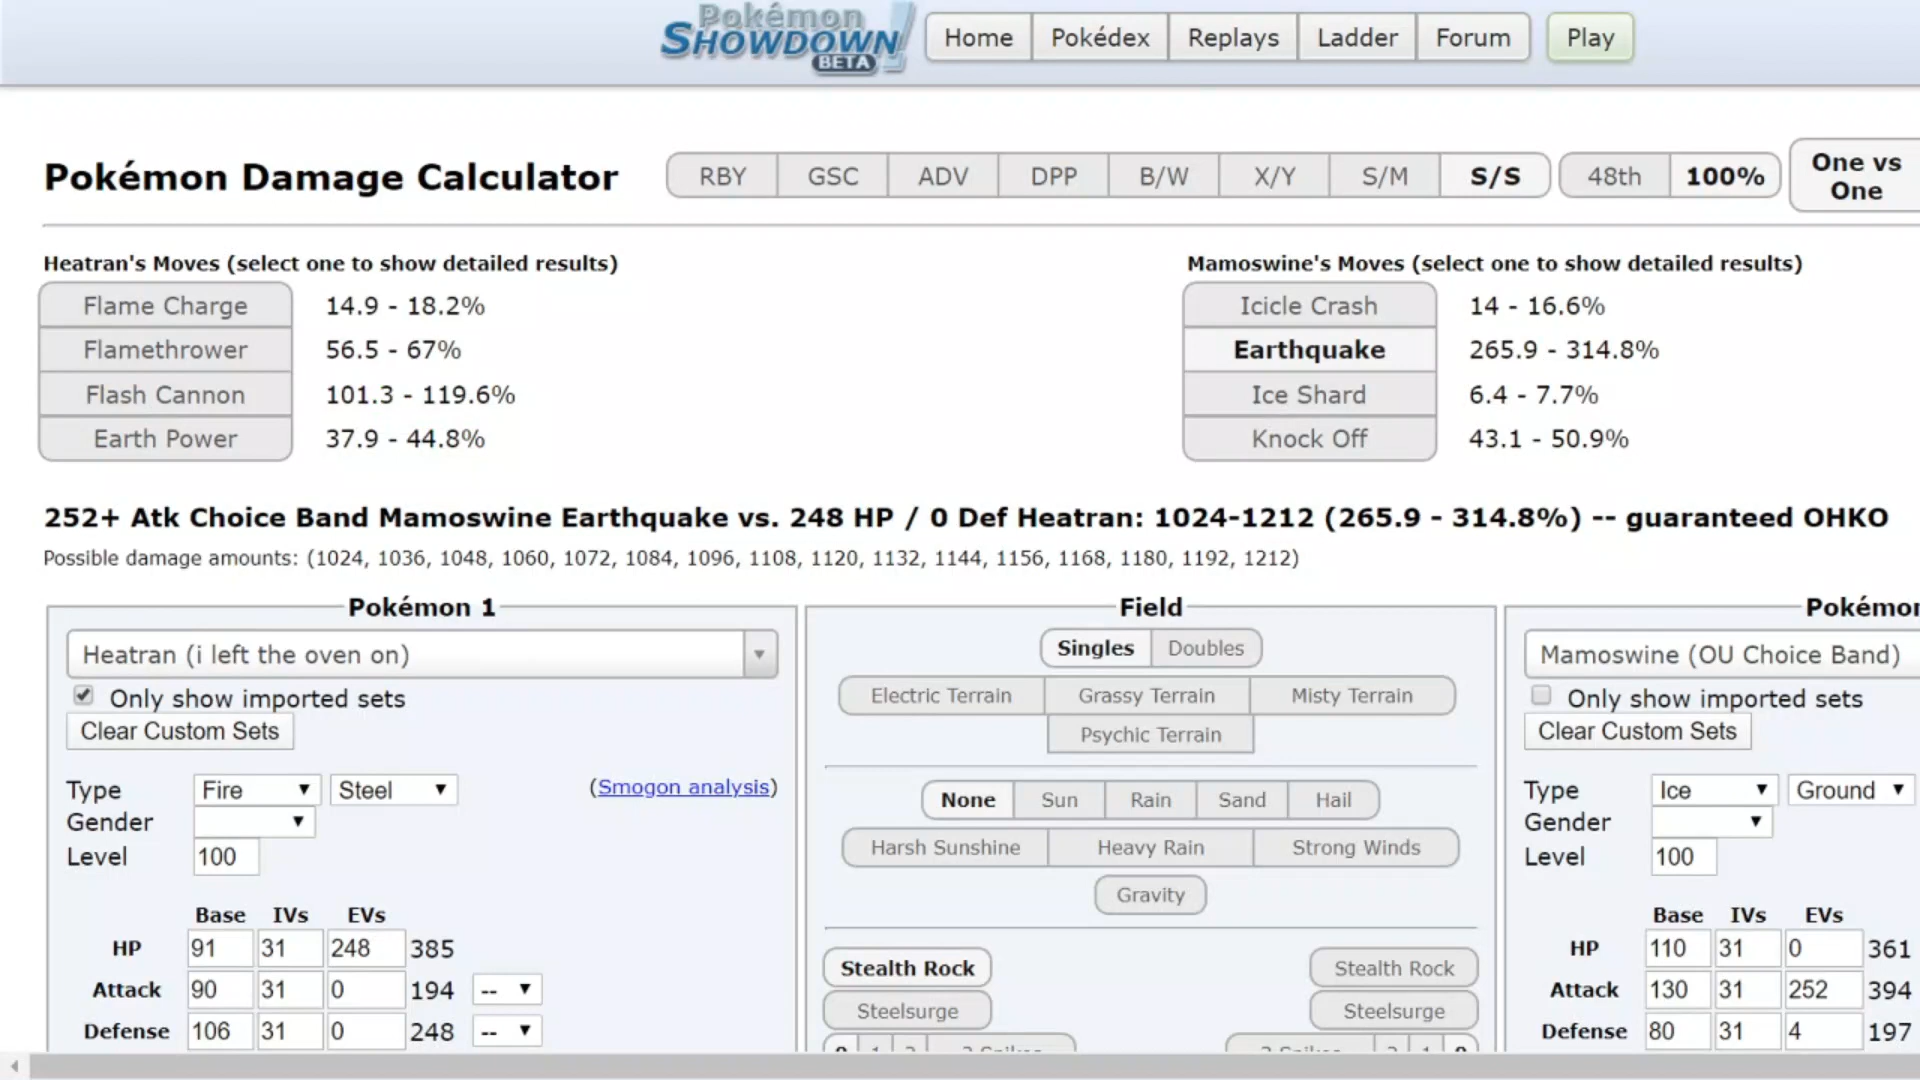 Pokémon
SHOWDOWN!
BETA
Home Pokédex Replays Ladder Forum Play
Pokémon Damage Calculator RBY GSC ADV DPP B/W X/Y S/M S/S 48th 100% One vs One
Heatran's Moves (select one to show detailed results) Mamoswine's Moves (select one to show detailed results)
Flame Charge 14.9 - 18.2% Icicle Crash 14 - 16.6%
Flamethrower 56.5 - 67% Earthquake 265.9 - 314.8%
Flash Cannon 101.3 - 119.6% Ice Shard 6.4 - 7.7%
Earth Power 37.9 - 44.8% Knock Off 43.1 - 50.9%
252+ Atk Choice Band Mamoswine Earthquake vs. 248 HP / 0 Def Heatran: 1024-1212 (265.9 - 314.8%) -- guaranteed OHKO
Possible damage amounts: (1024, 1036, 1048, 1060, 1072, 1084, 1096, 1108, 1120, 1132, 1144, 1156, 1168, 1180, 1192, 1212)
Pokémon 1 Field
Heatran (i left the oven on) Singles Doubles Mamoswine (OU Choice Band)
Only show imported sets Electric Terrain Grassy Terrain Misty Terrain Only show imported sets
Clear Custom Sets Psychic Terrain Clear Custom Sets
Type Fire Steel (Smogon analysis) None Sun Rain Sand Hail Type Ice Ground
Gender Gender
Level 100 Harsh Sunshine Heavy Rain Strong Winds Level 100
Gravity
Base IVs EVs Base IVs EVs
HP 91 31 248 385 Stealth Rock Stealth Rock HP 110 31 0 361
Attack 90 31 0 194 -- Steelsurge Steelsurge Attack 130 31 252 394
Defense 106 31 0 248 -- Defense 80 31 4 197